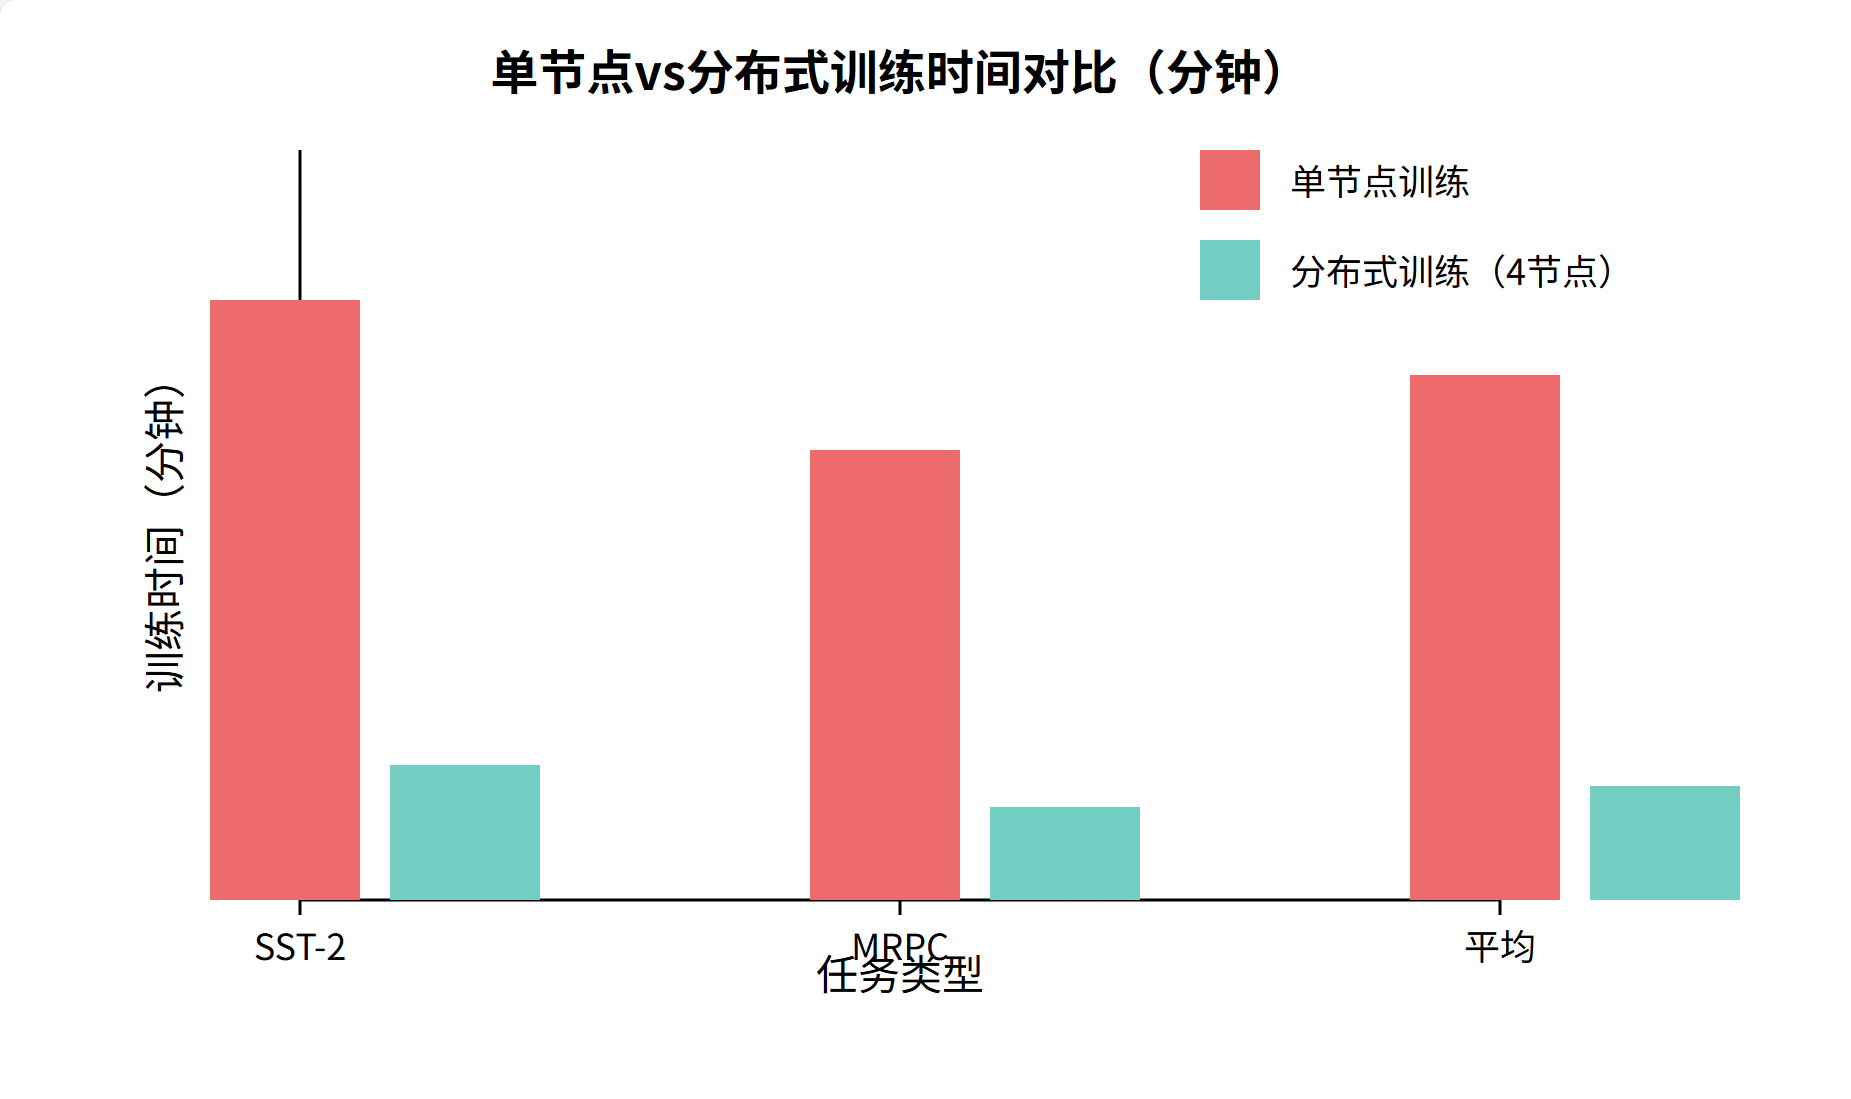 单节点vs分布式训练时间对比（分钟）
单节点训练
分布式训练（4节点）
训练时间（分钟）
SST-2
MRPC
平均
任务类型